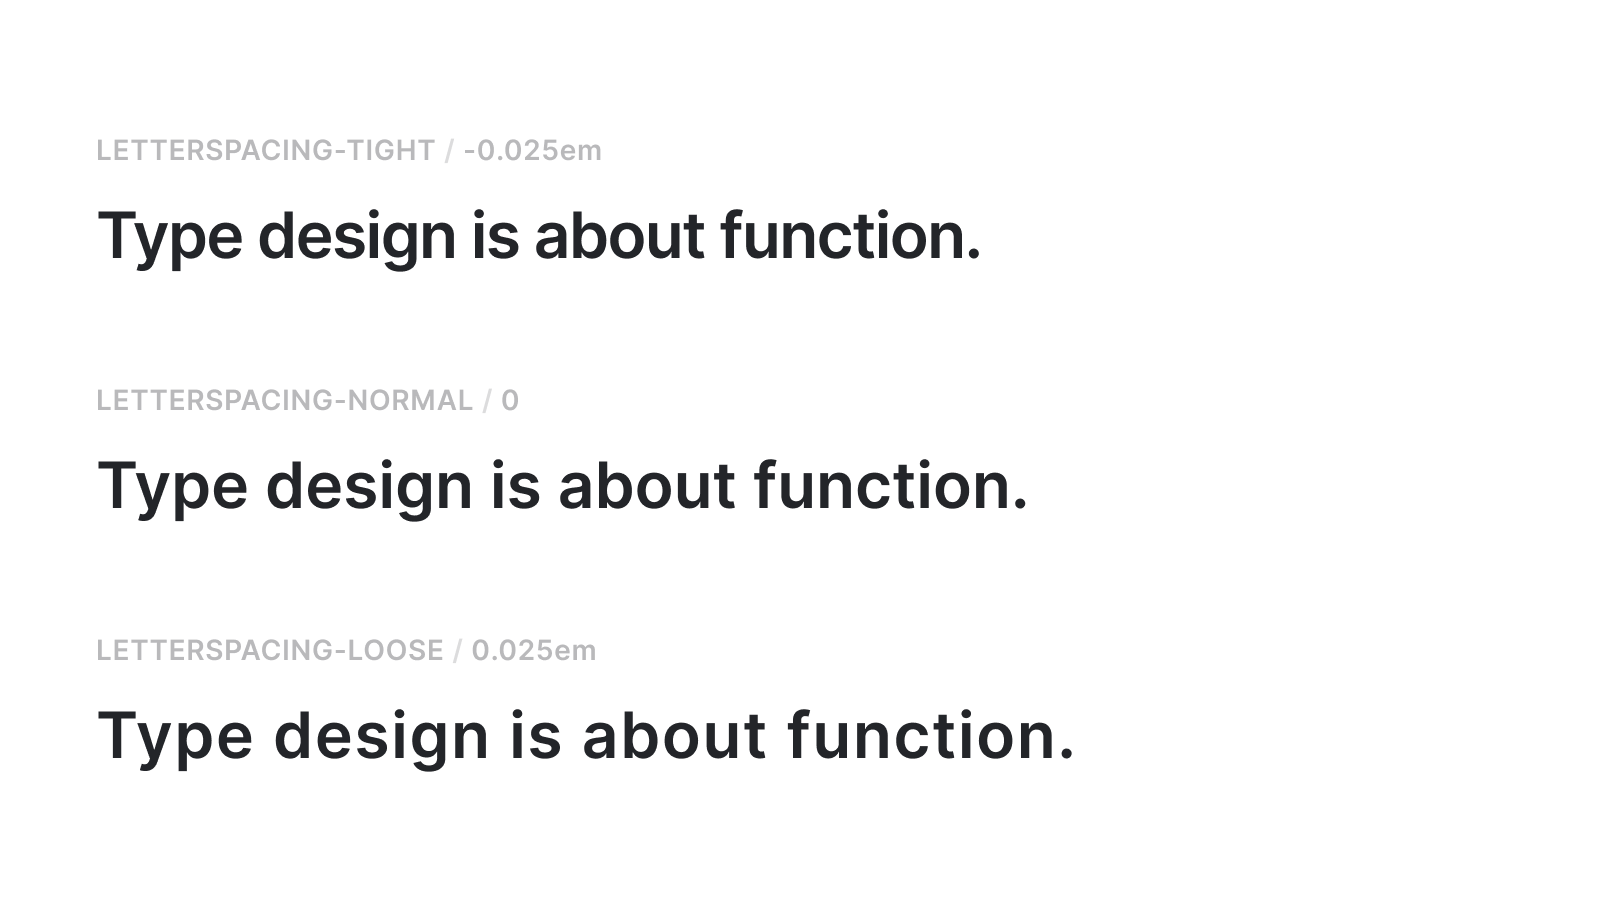 LETTERSPACING-TIGHT / -0.025em
Type design is about function.
LETTERSPACING-NORMAL / 0
Type design is about function.
LETTERSPACING-LOOSE / 0.025em
Type design is about function.